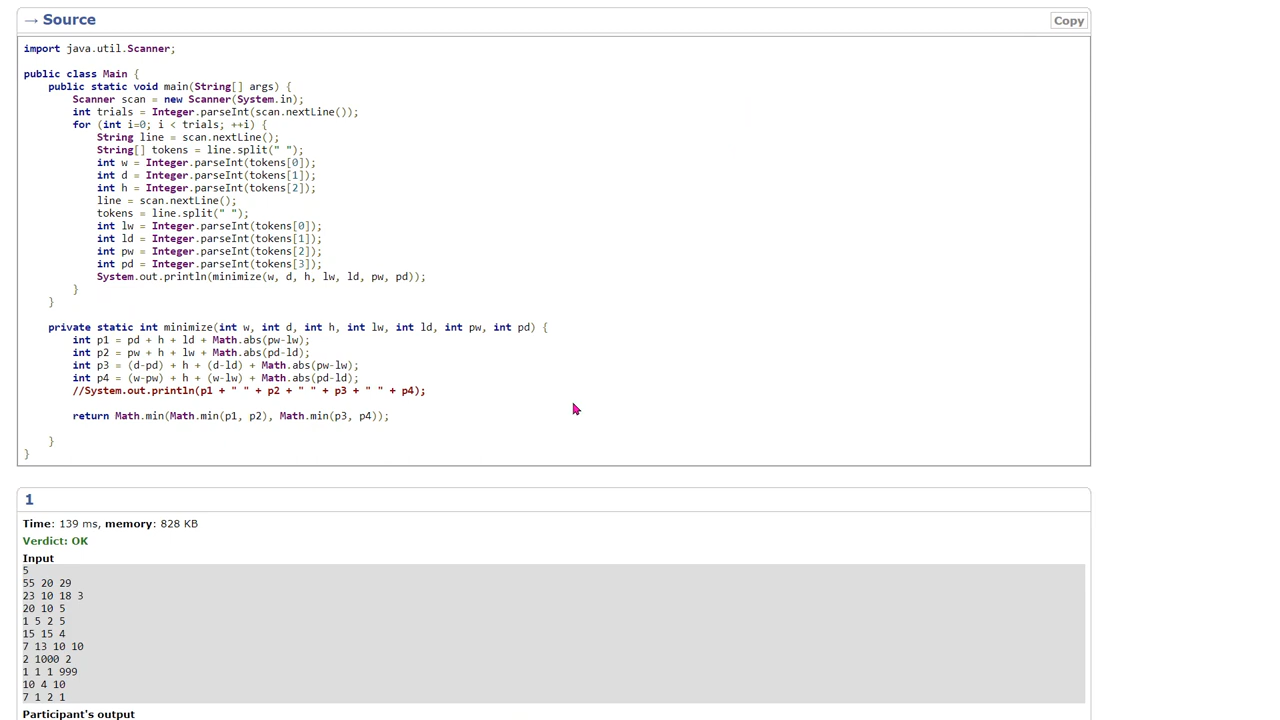 → Source
Copy
import java.util.Scanner;
public class Main {
    public static void main(String[] args) {
        Scanner scan = new Scanner(System.in);
        int trials = Integer.parseInt(scan.nextLine());
        for (int i=0; i < trials; ++i) {
            String line = scan.nextLine();
            String[] tokens = line.split(" ");
            int w = Integer.parseInt(tokens[0]);
            int d = Integer.parseInt(tokens[1]);
            int h = Integer.parseInt(tokens[2]);
            line = scan.nextLine();
            tokens = line.split(" ");
            int lw = Integer.parseInt(tokens[0]);
            int ld = Integer.parseInt(tokens[1]);
            int pw = Integer.parseInt(tokens[2]);
            int pd = Integer.parseInt(tokens[3]);
            System.out.println(minimize(w, d, h, lw, ld, pw, pd));
        }
    }
    private static int minimize(int w, int d, int h, int lw, int ld, int pw, int pd) {
        int p1 = pd + h + ld + Math.abs(pw-lw);
        int p2 = pw + h + lw + Math.abs(pd-ld);
        int p3 = (d-pd) + h + (d-ld) + Math.abs(pw-lw);
        int p4 = (w-pw) + h + (w-lw) + Math.abs(pd-ld);
        //System.out.println(p1 + " " + p2 + " " + p3 + " " + p4);
        return Math.min(Math.min(p1, p2), Math.min(p3, p4));
    }
}
1
Time: 139 ms, memory: 828 KB
Verdict: OK
Input
5
55 20 29
23 10 18 3
20 10 5
1 5 2 5
15 15 4
7 13 10 10
2 1000 2
1 1 1 999
10 4 10
7 1 2 1
Participant's output